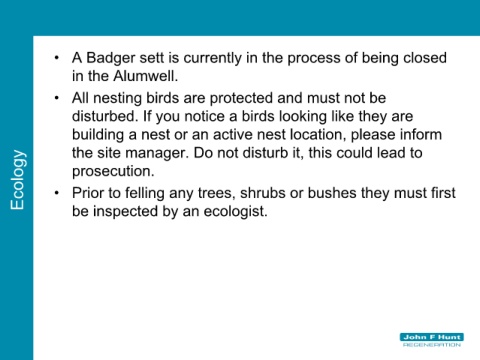 • A Badger sett is currently in the process of being closed
in the Alumwell.
• All nesting birds are protected and must not be
disturbed. If you notice a birds looking like they are
building a nest or an active nest location, please inform
the site manager. Do not disturb it, this could lead to
prosecution.
• Prior to felling any trees, shrubs or bushes they must first
be inspected by an ecologist.
Ecology
John F Hunt
REGENERATION